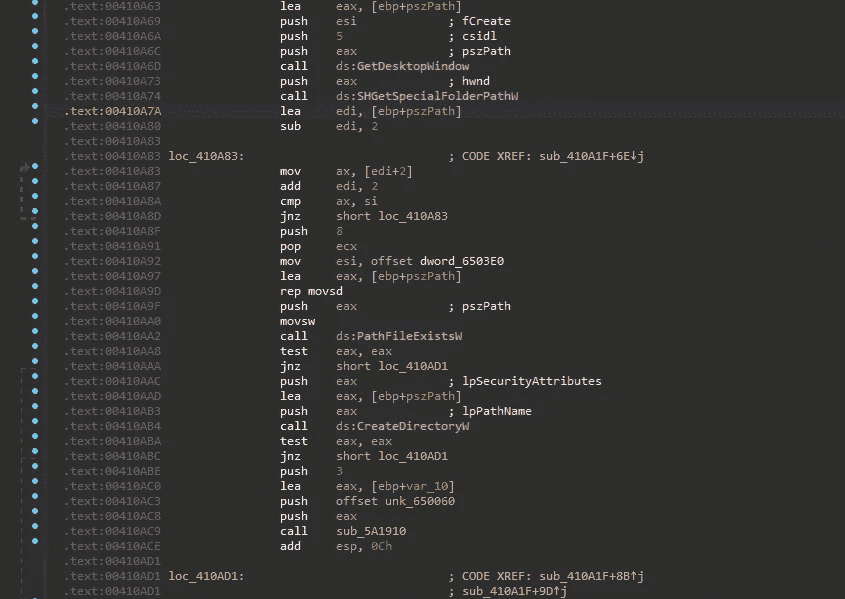 .text:00410A63 lea eax, [ebp+pszPath]
.text:00410A69 push esi ; fCreate
.text:00410A6A push 5 ; csidl
.text:00410A6C push eax ; pszPath
.text:00410A6D call ds:GetDesktopWindow
.text:00410A73 push eax ; hwnd
.text:00410A74 call ds:SHGetSpecialFolderPathW
.text:00410A7A lea edi, [ebp+pszPath]
.text:00410A80 sub edi, 2
.text:00410A83
.text:00410A83 loc_410A83: ; CODE XREF: sub_410A1F+6E↓j
.text:00410A83 mov ax, [edi+2]
.text:00410A87 add edi, 2
.text:00410A8A cmp ax, si
.text:00410A8D jnz short loc_410A83
.text:00410A8F push 8
.text:00410A91 pop ecx
.text:00410A92 mov esi, offset dword_6503E0
.text:00410A97 lea eax, [ebp+pszPath]
.text:00410A9D rep movsd
.text:00410A9F push eax ; pszPath
.text:00410AA0 movsw
.text:00410AA2 call ds:PathFileExistsW
.text:00410AA8 test eax, eax
.text:00410AAA jnz short loc_410AD1
.text:00410AAC push eax ; lpSecurityAttributes
.text:00410AAD lea eax, [ebp+pszPath]
.text:00410AB3 push eax ; lpPathName
.text:00410AB4 call ds:CreateDirectoryW
.text:00410ABA test eax, eax
.text:00410ABC jnz short loc_410AD1
.text:00410ABE push 3
.text:00410AC0 lea eax, [ebp+var_10]
.text:00410AC3 push offset unk_650060
.text:00410AC8 push eax
.text:00410AC9 call sub_5A1910
.text:00410ACE add esp, 0Ch
.text:00410AD1
.text:00410AD1 loc_410AD1: ; CODE XREF: sub_410A1F+8B↑j
.text:00410AD1 ; sub_410A1F+9D↑j